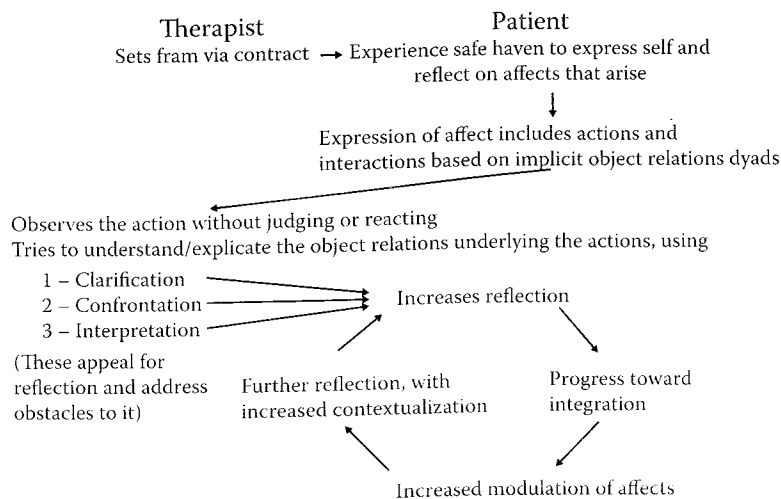 Therapist
Patient
Sets fram via contract
Experience safe haven to express self and
reflect on affects that arise
Expression of affect includes actions and
interactions based on implicit object relations dyads
Observes the action without judging or reacting
Tries to understand/explicate the object relations underlying the actions, using
1 – Clarification
2 – Confrontation
3 – Interpretation
Increases reflection
(These appeal for
reflection and address
obstacles to it)
Further reflection, with
increased contextualization
Progress toward
integration
Increased modulation of affects